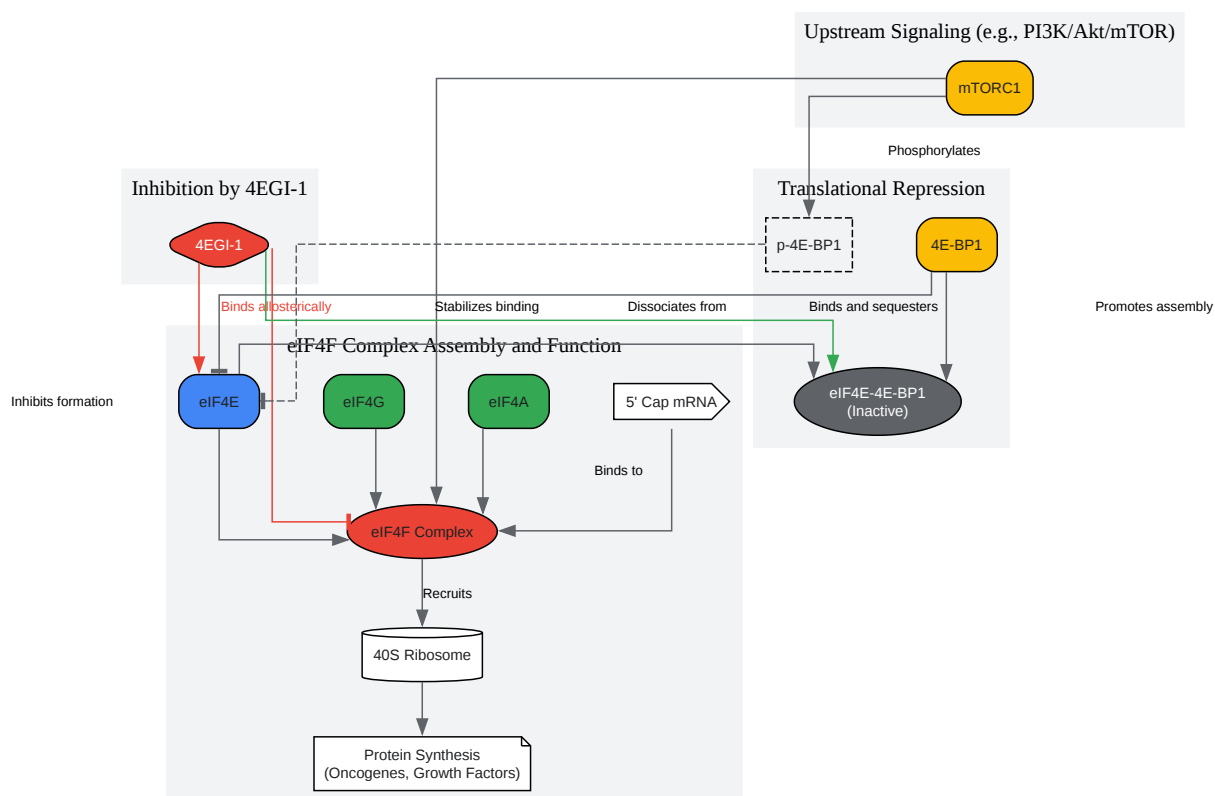 Upstream Signaling (e.g., PI3K/Akt/mTOR)
mTORC1
Phosphorylates
Inhibition by 4EGI-1
Translational Repression
4EGI-1
p-4E-BP1
4E-BP1
Binds allosterically
Stabilizes binding
Dissociates from
Binds and sequesters
Promotes assembly
eIF4F Complex Assembly and Function
Inhibits formation
eIF4E
eIF4G
eIF4A
5' Cap mRNA
eIF4E-4E-BP1
(Inactive)
Binds to
eIF4F Complex
Recruits
40S Ribosome
Protein Synthesis
(Oncogenes, Growth Factors)